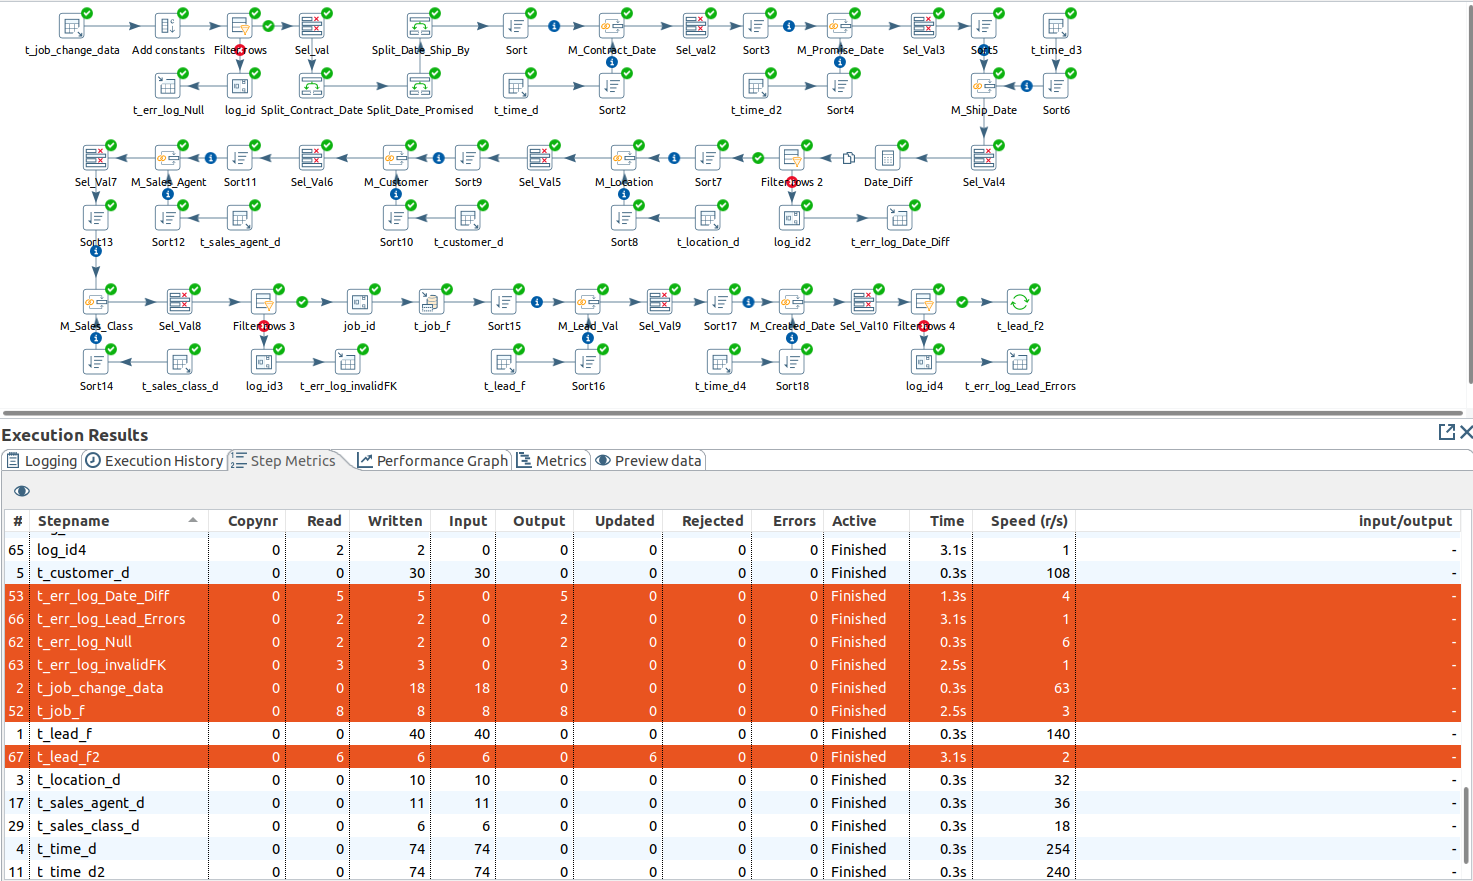 t_job_change_data Add constants Filter rows Sel_val Split_Date_Ship_By Sort M_Contract_Date Sel_val2 Sort3 M_Promise_Date Sel_Val3 Sort5 t_time_d3
t_err_log_Null log_id Split_Contract_Date Split_Date_Promised t_time_d Sort2 t_time_d2 Sort4 M_Ship_Date Sort6
Sel_Val7 M_Sales_Agent Sort11 Sel_Val6 M_Customer Sort9 Sel_Val5 M_Location Sort7 Filter rows 2 Date_Diff Sel_Val4
Sort13 Sort12 t_sales_agent_d Sort10 t_customer_d Sort8 t_location_d log_id2 t_err_log_Date_Diff
M_Sales_Class Sel_Val8 Filter rows 3 job_id t_job_f Sort15 M_Lead_Val Sel_Val9 Sort17 M_Created_Date Sel_Val10 Filter rows 4 t_lead_f2
Sort14 t_sales_class_d log_id3 t_err_log_invalidFK t_lead_f Sort16 t_time_d4 Sort18 log_id4 t_err_log_Lead_Errors
Execution Results
Logging Execution History Step Metrics Performance Graph Metrics Preview data
# Stepname Copynr Read Written Input Output Updated Rejected Errors Active Time Speed (r/s) input/output
65 log_id4 0 2 2 0 0 0 0 0 Finished 3.1s 1 -
5 t_customer_d 0 0 30 30 0 0 0 0 Finished 0.3s 108 -
53 t_err_log_Date_Diff 0 5 5 0 5 0 0 0 Finished 1.3s 4 -
66 t_err_log_Lead_Errors 0 2 2 0 2 0 0 0 Finished 3.1s 1 -
62 t_err_log_Null 0 2 2 0 2 0 0 0 Finished 0.3s 6 -
63 t_err_log_invalidFK 0 3 3 0 3 0 0 0 Finished 2.5s 1 -
2 t_job_change_data 0 0 18 18 0 0 0 0 Finished 0.3s 63 -
52 t_job_f 0 8 8 8 8 0 0 0 Finished 2.5s 3 -
1 t_lead_f 0 0 40 40 0 0 0 0 Finished 0.3s 140 -
67 t_lead_f2 0 6 6 6 0 6 0 0 Finished 3.1s 2 -
3 t_location_d 0 0 10 10 0 0 0 0 Finished 0.3s 32 -
17 t_sales_agent_d 0 0 11 11 0 0 0 0 Finished 0.3s 36 -
29 t_sales_class_d 0 0 6 6 0 0 0 0 Finished 0.3s 18 -
4 t_time_d 0 0 74 74 0 0 0 0 Finished 0.3s 254 -
11 t_time_d2 0 0 74 74 0 0 0 0 Finished 0.3s 240 -